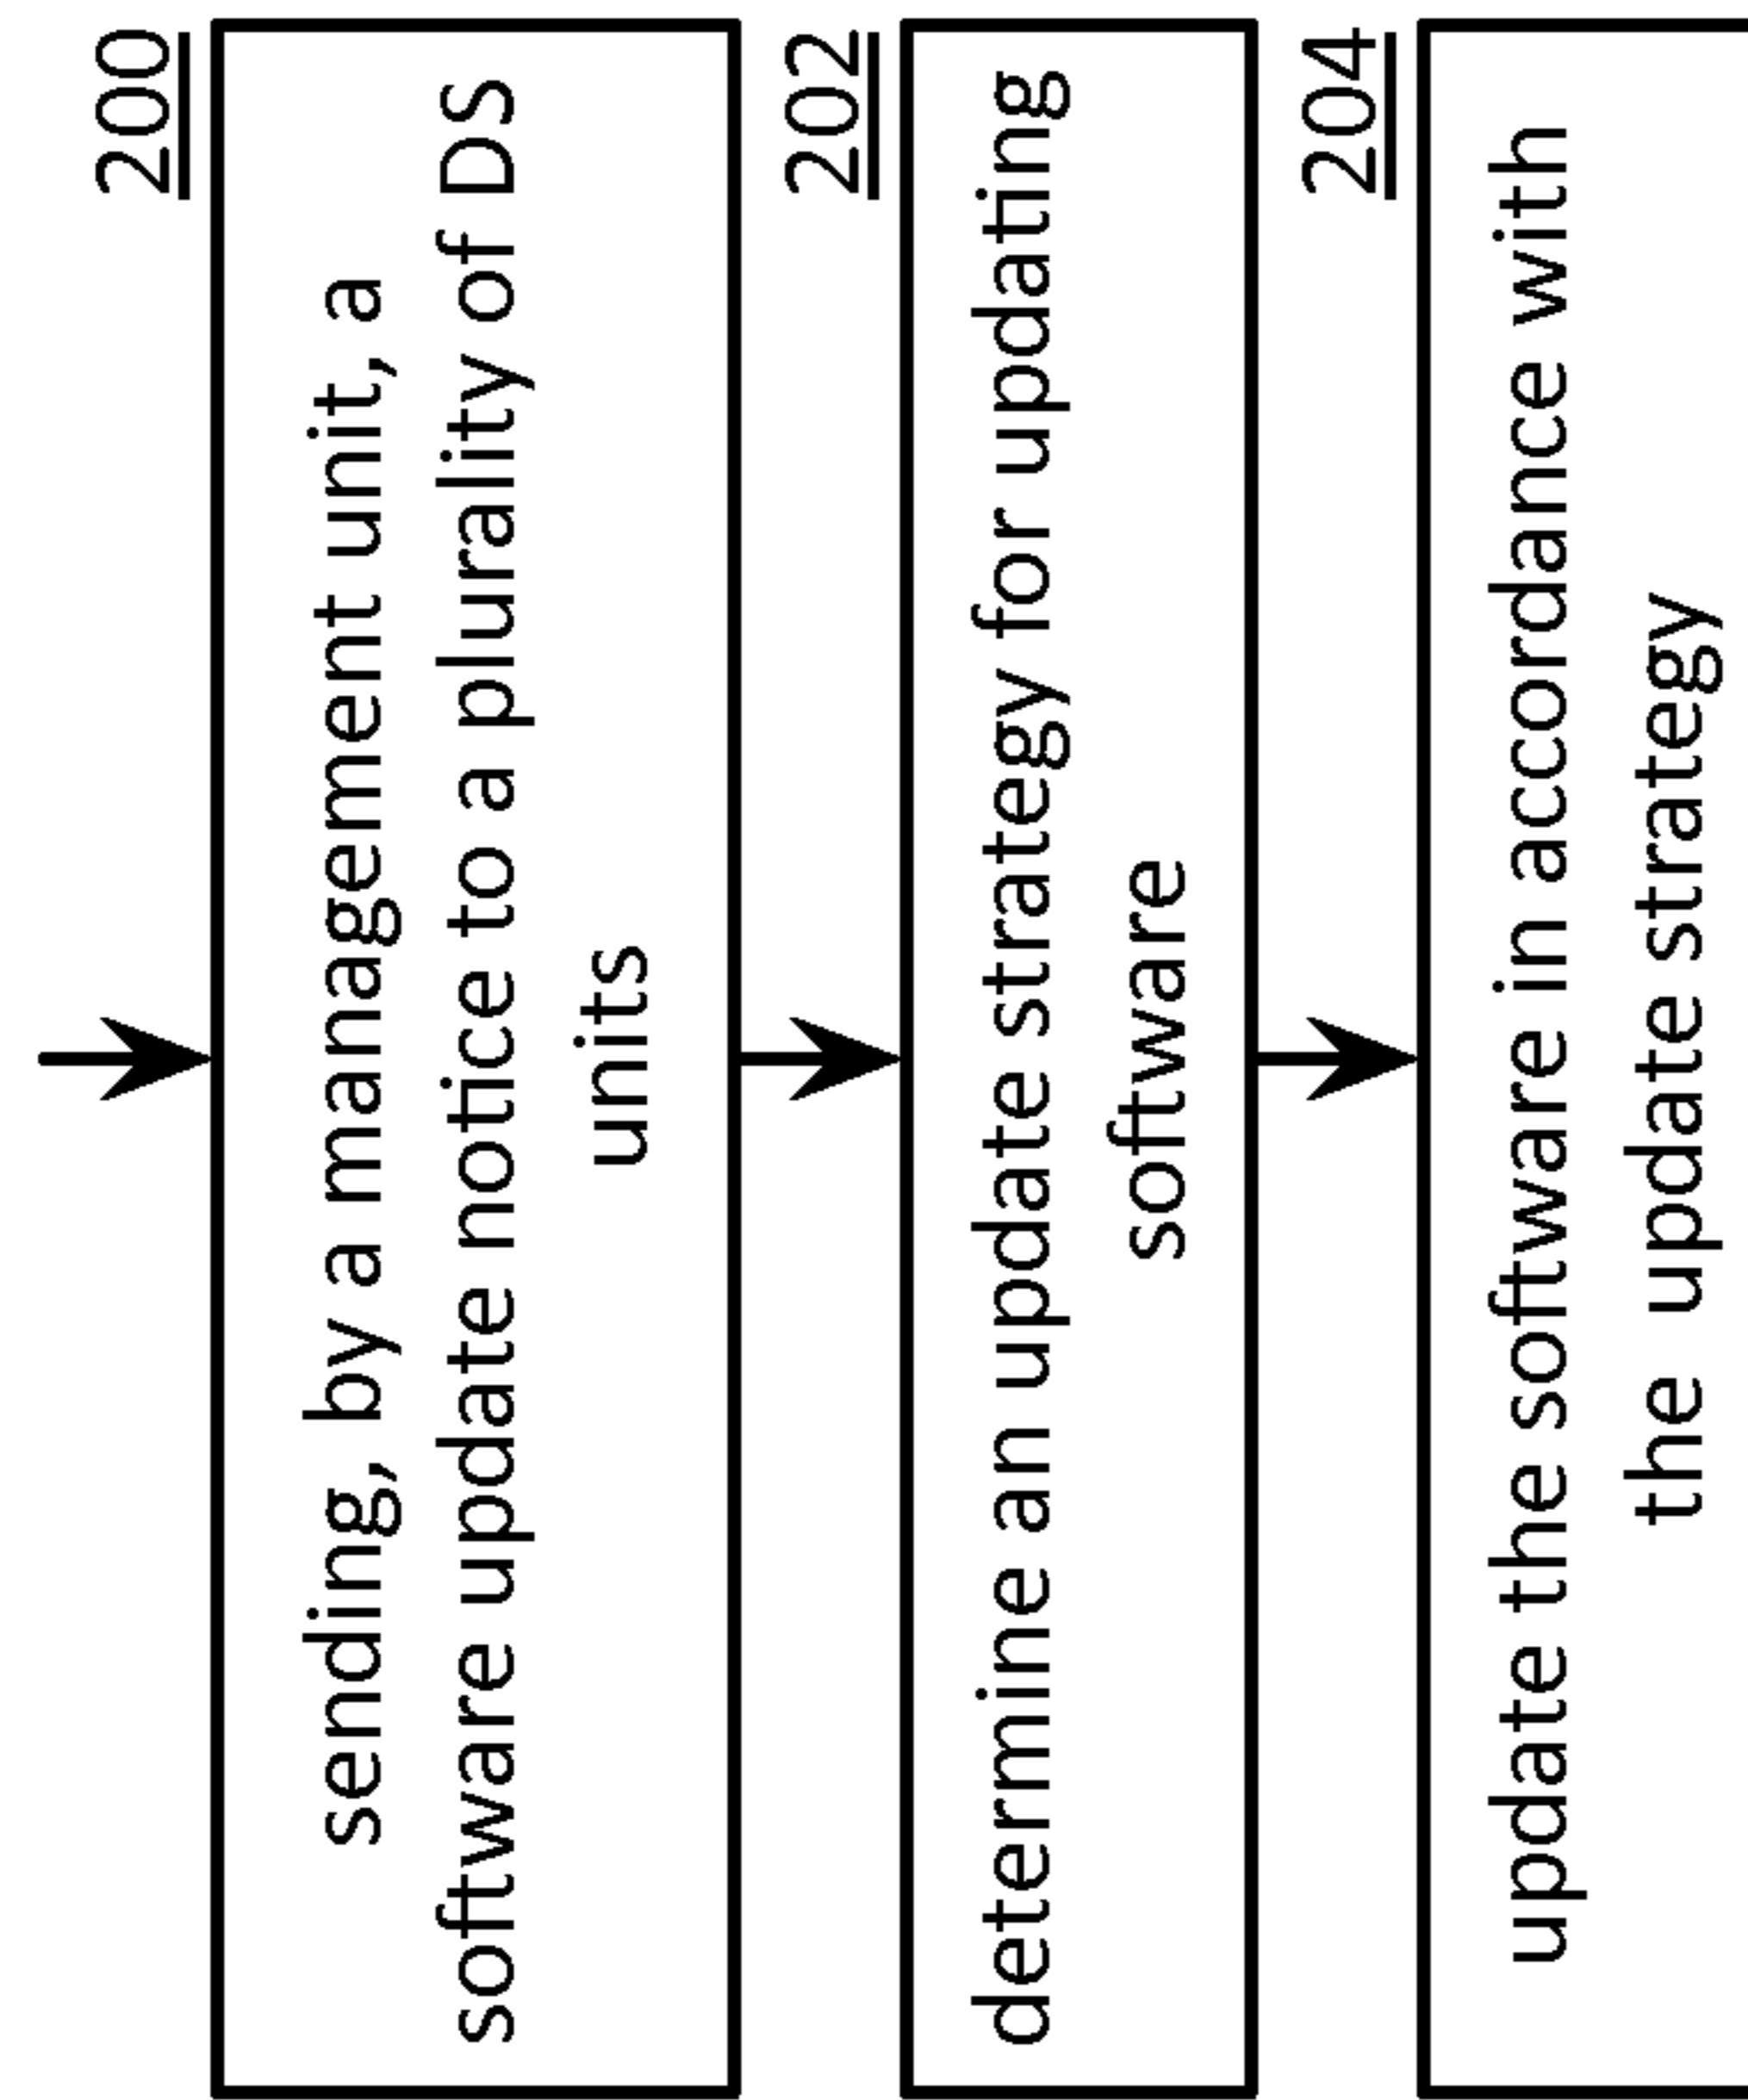 200
sending, by a management unit, a
software update notice to a plurality of DS
units
202
determine an update strategy for updating
software
204
update the software in accordance with
the update strategy